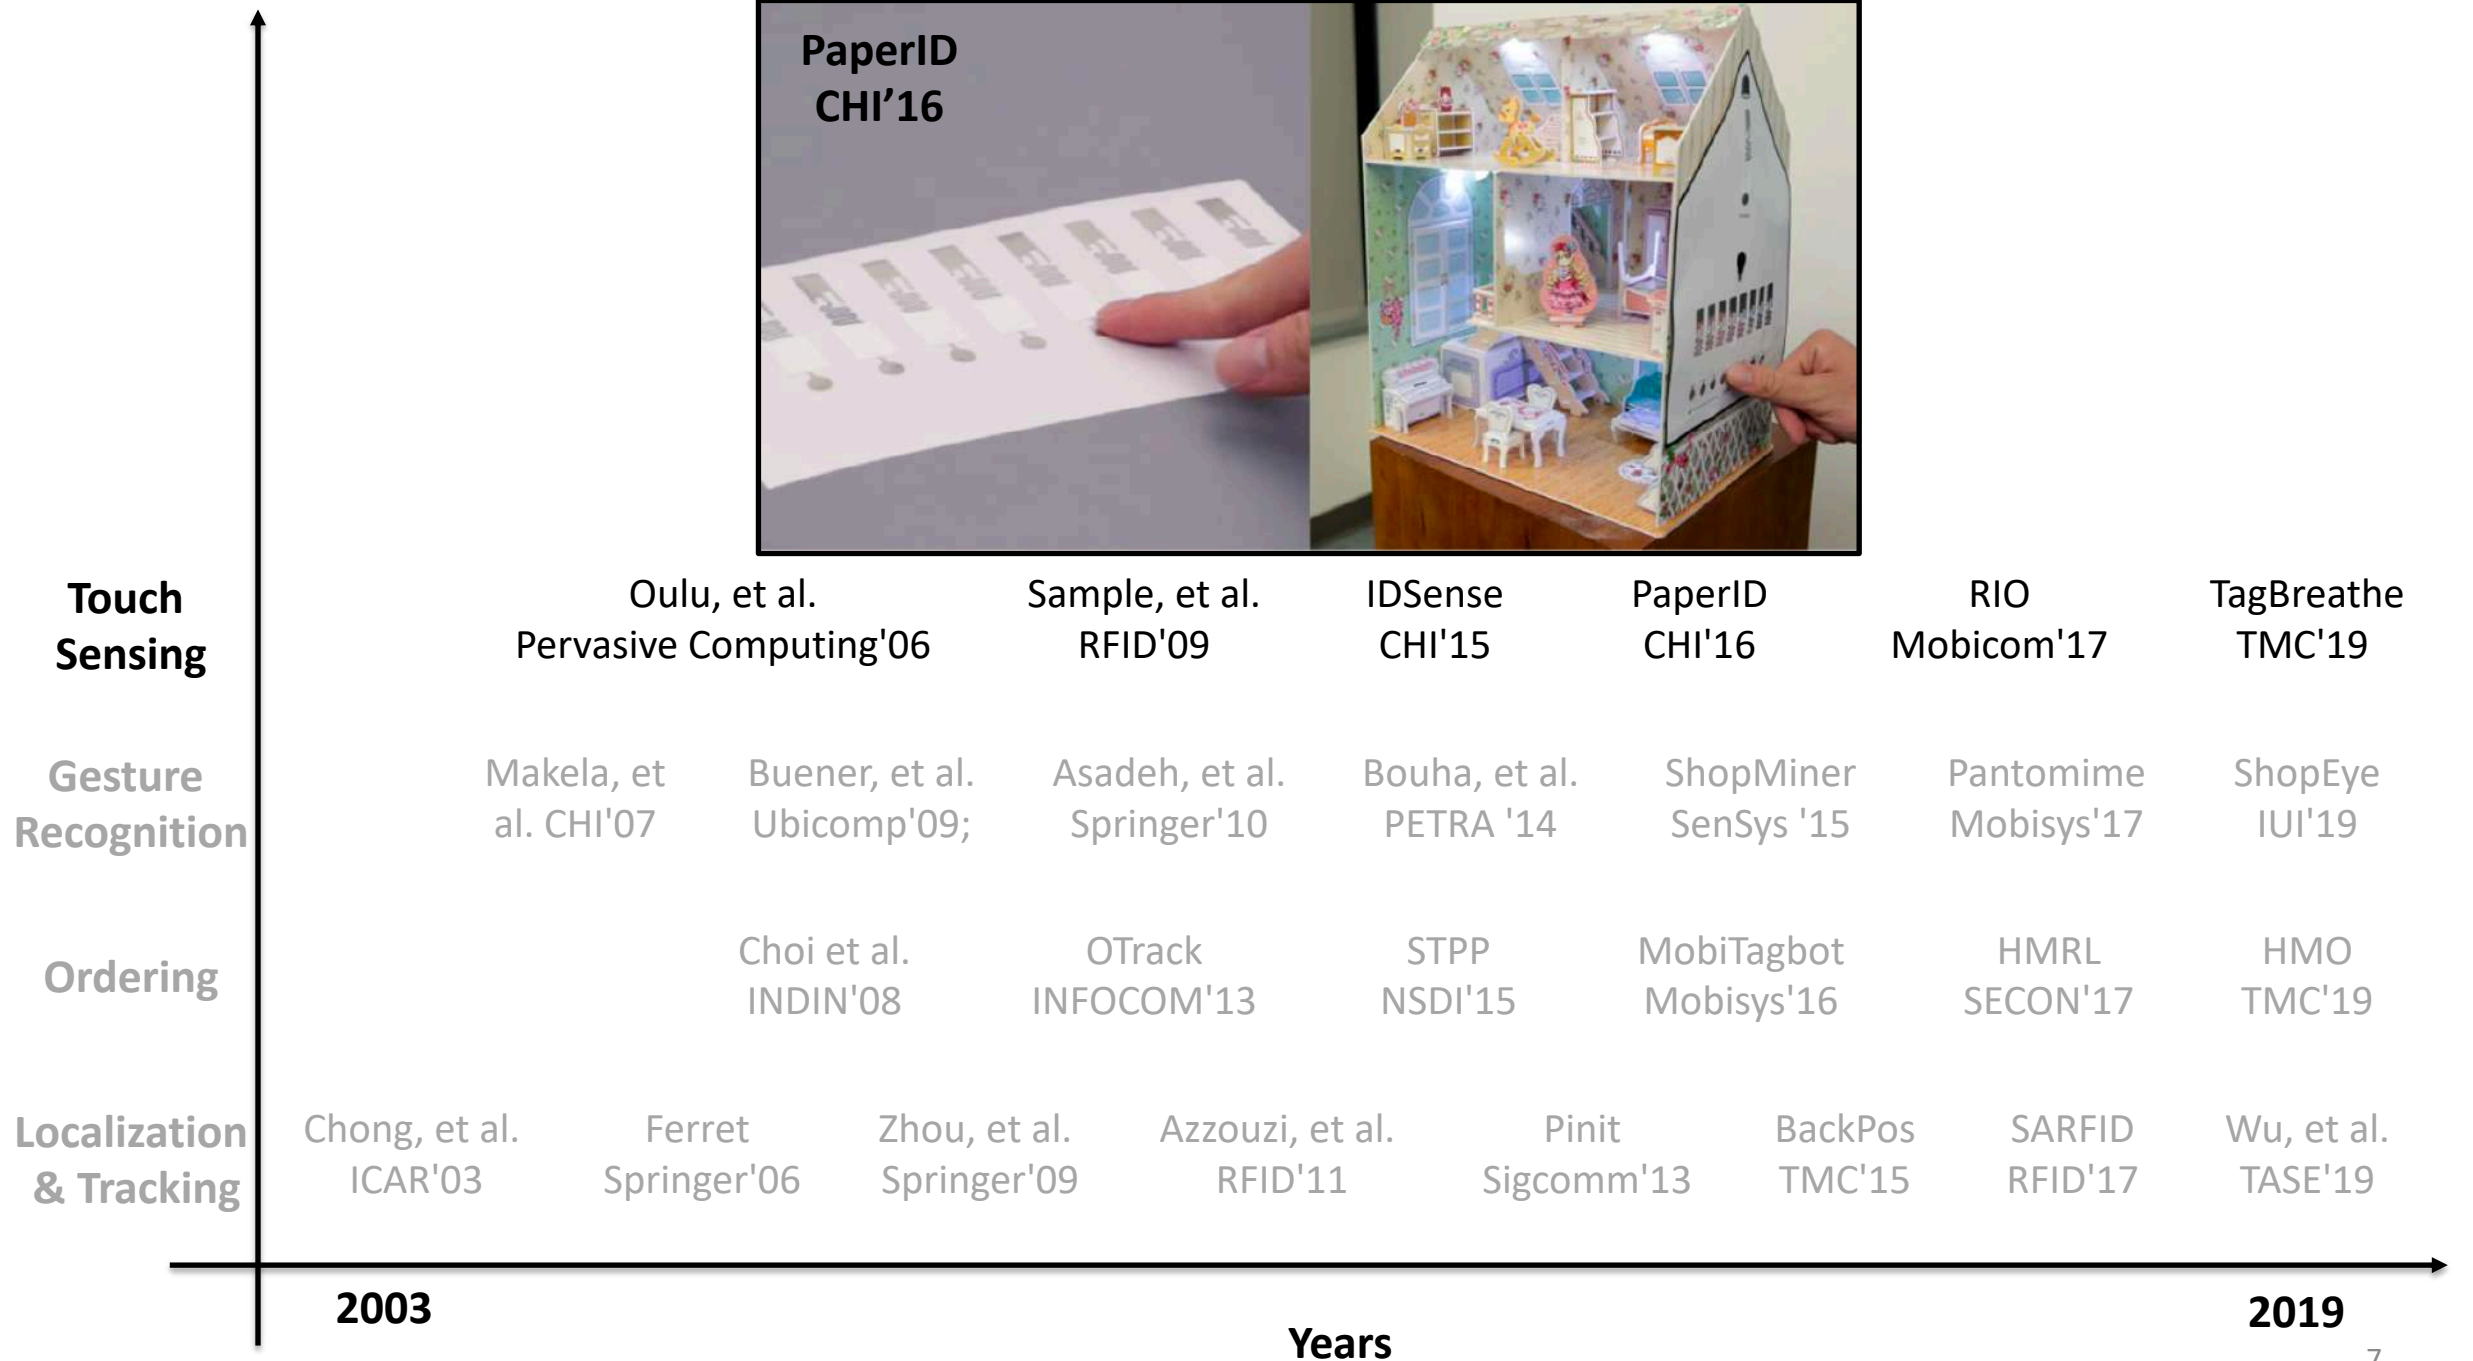 PaperID
CHI’16
Touch
Sensing
Oulu, et al.
Pervasive Computing'06
Sample, et al.
RFID'09
IDSense
CHI'15
PaperID
CHI'16
RIO
Mobicom'17
TagBreathe
TMC'19
Gesture
Recognition
Makela, et
al. CHI'07
Buener, et al.
Ubicomp'09;
Asadeh, et al.
Springer'10
Bouha, et al.
PETRA '14
ShopMiner
SenSys '15
Pantomime
Mobisys'17
ShopEye
IUI'19
Ordering
Choi et al.
INDIN'08
OTrack
INFOCOM'13
STPP
NSDI'15
MobiTagbot
Mobisys'16
HMRL
SECON'17
HMO
TMC'19
Localization
& Tracking
Chong, et al.
ICAR'03
Ferret
Springer'06
Zhou, et al.
Springer'09
Azzouzi, et al.
RFID'11
Pinit
Sigcomm'13
BackPos
TMC'15
SARFID
RFID'17
Wu, et al.
TASE'19
2003
2019
Years
7